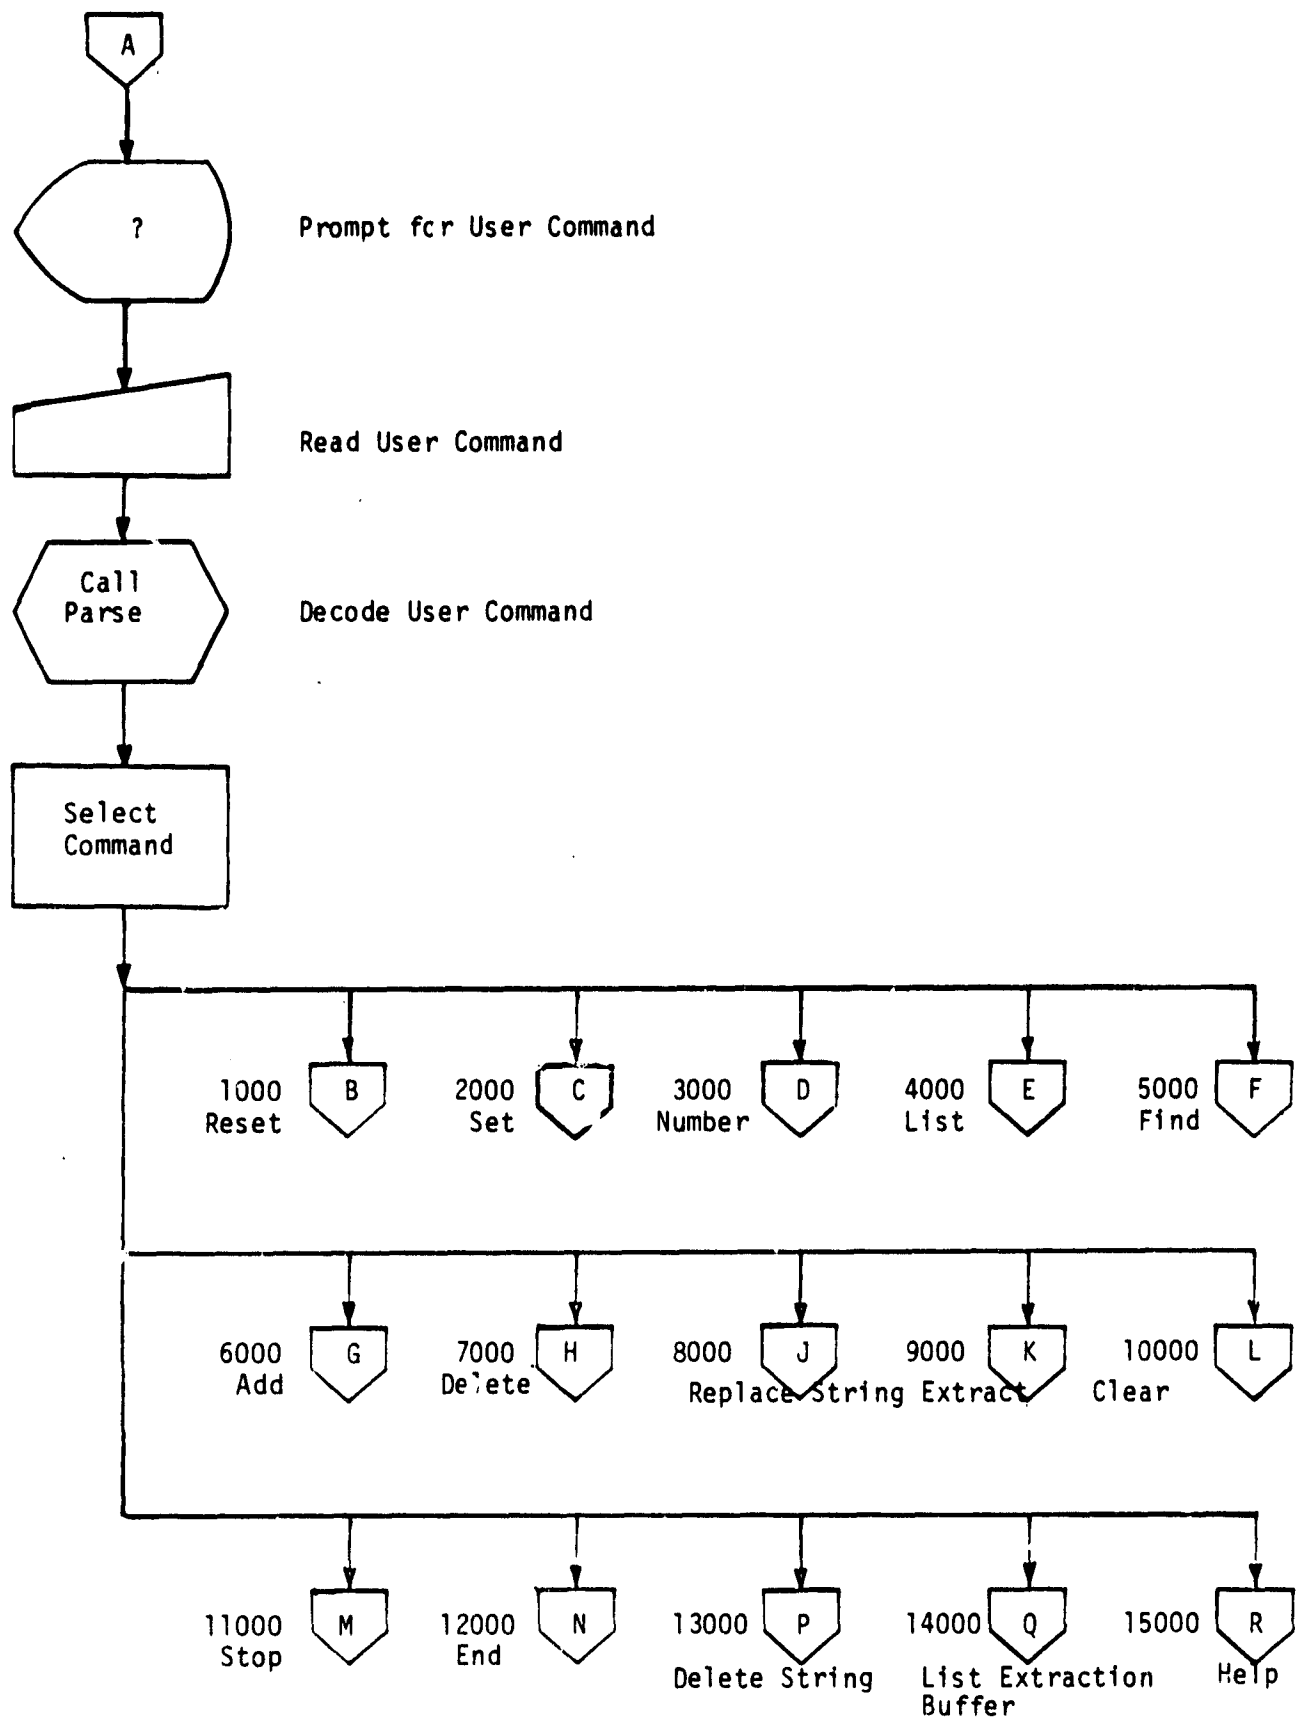 A
?
Prompt for User Command
Read User Command
Call
Parse
Decode User Command
Select
Command
1000 B 2000 C 3000 D 4000 E 5000 F
Reset Set Number List Find
6000 G 7000 H 8000 J 9000 K 10000 L
Add Delete Replace String Extract Clear
11000 M 12000 N 13000 P 14000 Q 15000 R
Stop End Delete String List Extraction Help
Buffer